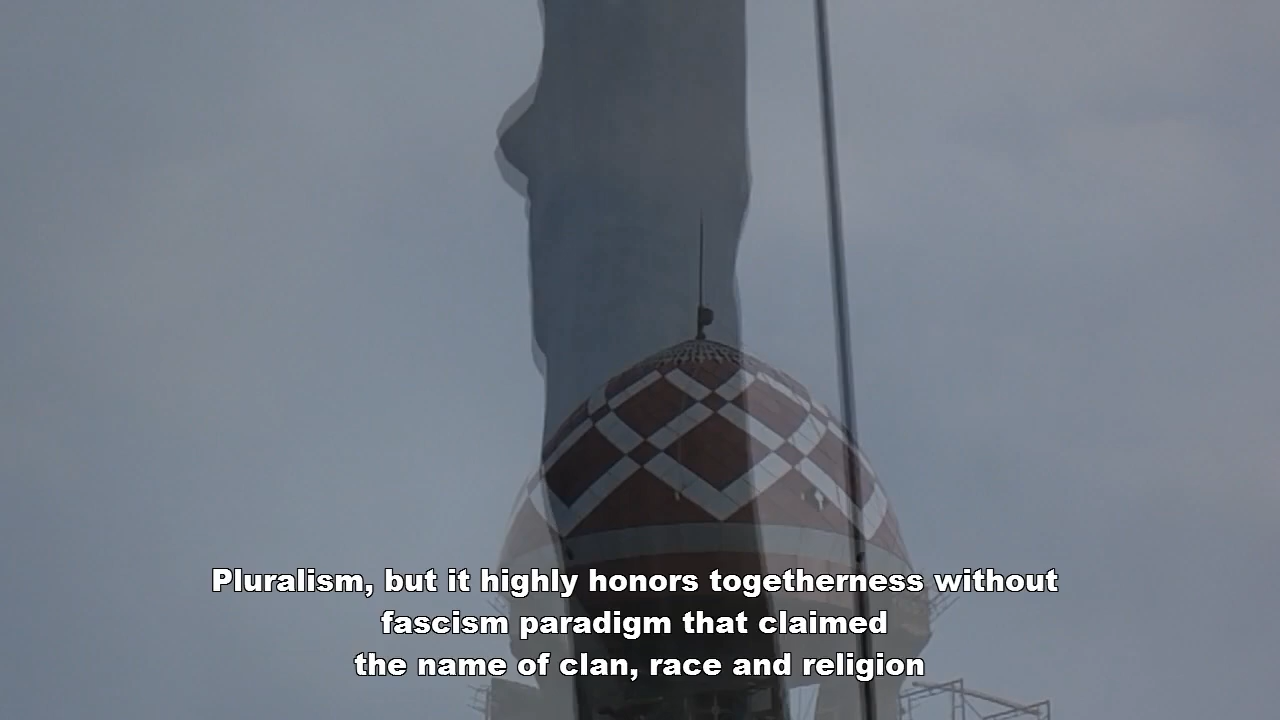 Pluralism, but it highly honors togetherness without
fascism paradigm that claimed
the name of clan, race and religion